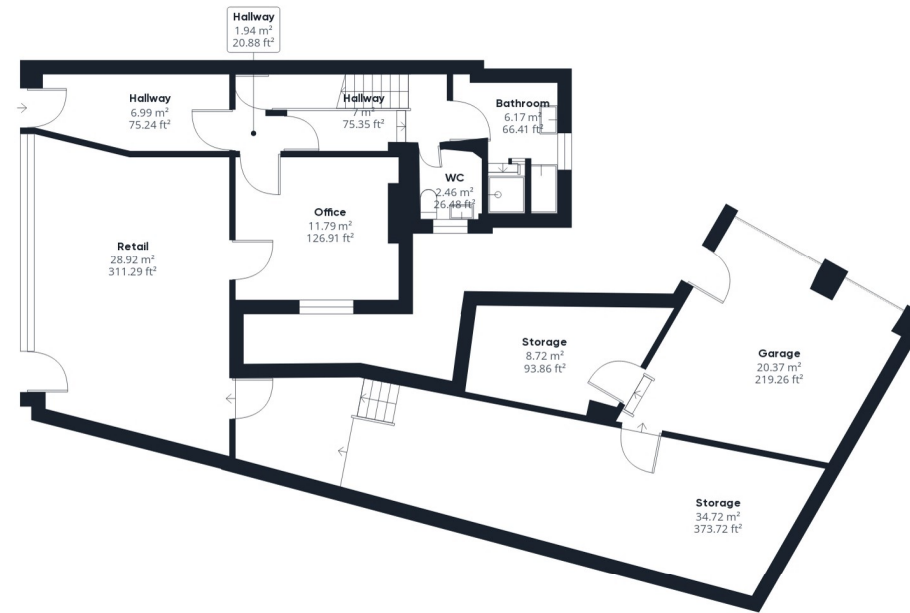 Hallway
1.94 m²
20.88 ft²
Hallway
6.99 m²
75.24 ft²
Hallway
7 m²
75.35 ft²
Bathroom
6.17 m²
66.41 ft²
WC
2.46 m²
26.48 ft²
Office
11.79 m²
126.91 ft²
Retail
28.92 m²
311.29 ft²
Storage
8.72 m²
93.86 ft²
Garage
20.37 m²
219.26 ft²
Storage
34.72 m²
373.72 ft²